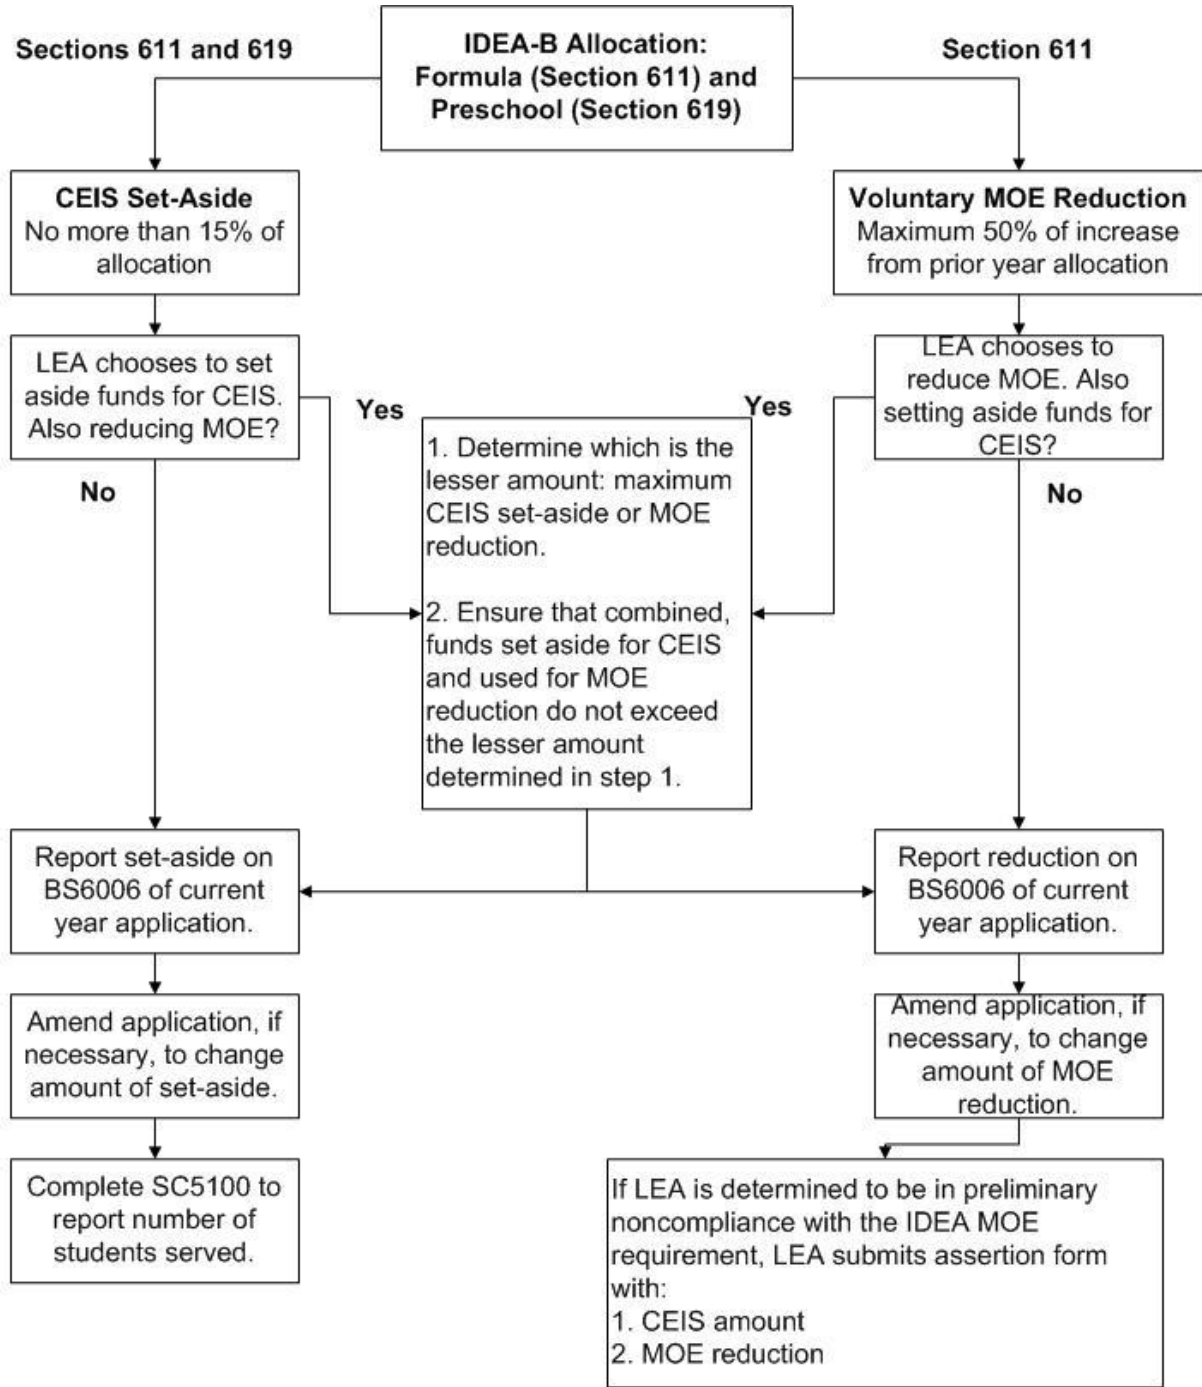 Sections 611 and 619
IDEA-B Allocation:
Formula (Section 611) and
Preschool (Section 619)
Section 611
CEIS Set-Aside
No more than 15% of
allocation
Voluntary MOE Reduction
Maximum 50% of increase
from prior year allocation
LEA chooses to set
aside funds for CEIS.
Also reducing MOE?
Yes
No
LEA chooses to
reduce MOE. Also
setting aside funds for
CEIS?
Yes
No
1. Determine which is the
lesser amount: maximum
CEIS set-aside or MOE
reduction.
2. Ensure that combined,
funds set aside for CEIS
and used for MOE
reduction do not exceed
the lesser amount
determined in step 1.
Report set-aside on
BS6006 of current
year application.
Report reduction on
BS6006 of current
year application.
Amend application, if
necessary, to change
amount of set-aside.
Amend application, if
necessary, to change
amount of MOE
reduction.
Complete SC5100 to
report number of
students served.
If LEA is determined to be in preliminary
noncompliance with the IDEA MOE
requirement, LEA submits assertion form
with:
1. CEIS amount
2. MOE reduction